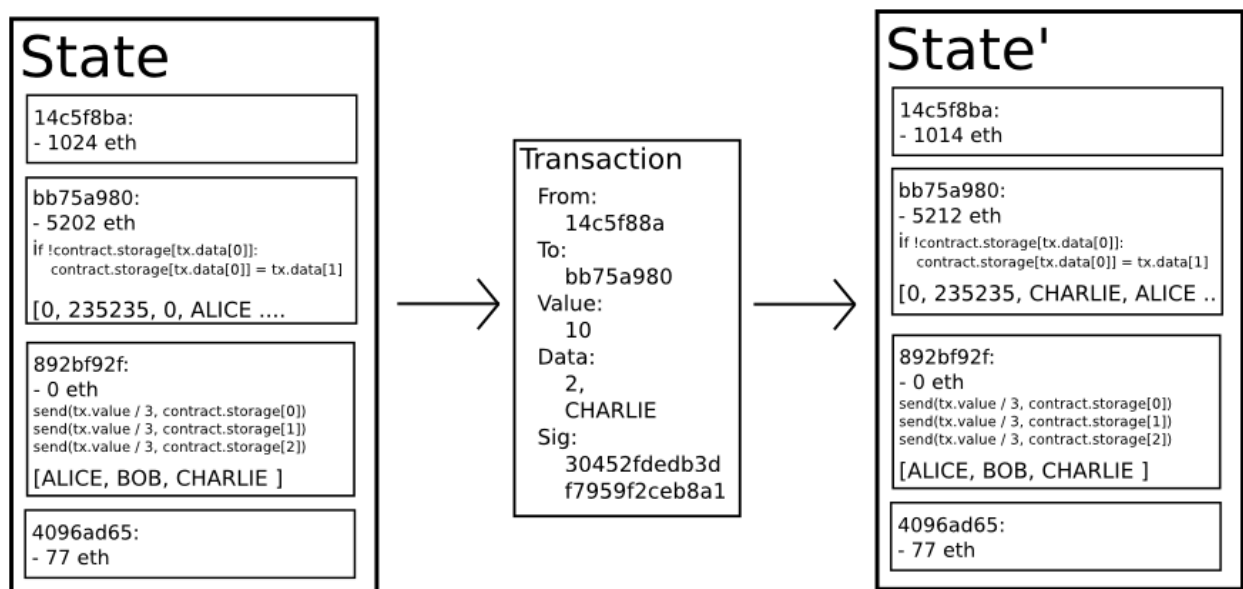 State
14c5f8ba:
- 1024 eth
bb75a980:
- 5202 eth
if !contract.storage[tx.data[0]]:
contract.storage[tx.data[0]] = tx.data[1]
[0, 235235, 0, ALICE ....
892bf92f:
- 0 eth
send(tx.value / 3, contract.storage[0])
send(tx.value / 3, contract.storage[1])
send(tx.value / 3, contract.storage[2])
[ALICE, BOB, CHARLIE ]
4096ad65:
- 77 eth
Transaction
From:
14c5f88a
To:
bb75a980
Value:
10
Data:
2,
CHARLIE
Sig:
30452fdedb3d
f7959f2ceb8a1
State'
14c5f8ba:
- 1014 eth
bb75a980:
- 5212 eth
if !contract.storage[tx.data[0]]:
contract.storage[tx.data[0]] = tx.data[1]
[0, 235235, CHARLIE, ALICE ..
892bf92f:
- 0 eth
send(tx.value / 3, contract.storage[0])
send(tx.value / 3, contract.storage[1])
send(tx.value / 3, contract.storage[2])
[ALICE, BOB, CHARLIE ]
4096ad65:
- 77 eth